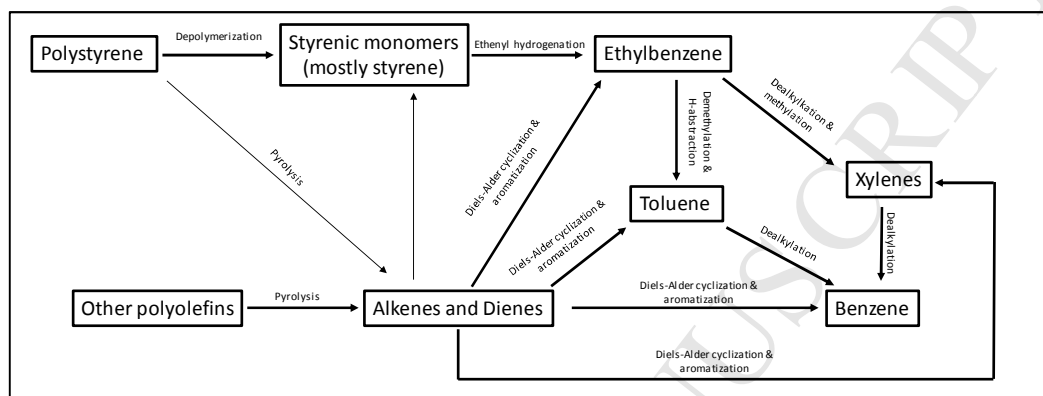 Polystyrene
Depolymerization
Styrenic monomers
(mostly styrene)
Ethenyl hydrogenation
Ethylbenzene
Dealkylkation &
methylation
Demethylation &
H-abstraction
Diels-Alder cyclization &
aromatization
Pyrolysis
Xylenes
Toluene
Diels-Alder cyclization &
aromatization
Dealkylation
Dealkylation
Other polyolefins
Pyrolysis
Alkenes and Dienes
Diels-Alder cyclization &
aromatization
Benzene
Diels-Alder cyclization &
aromatization
USCRIP